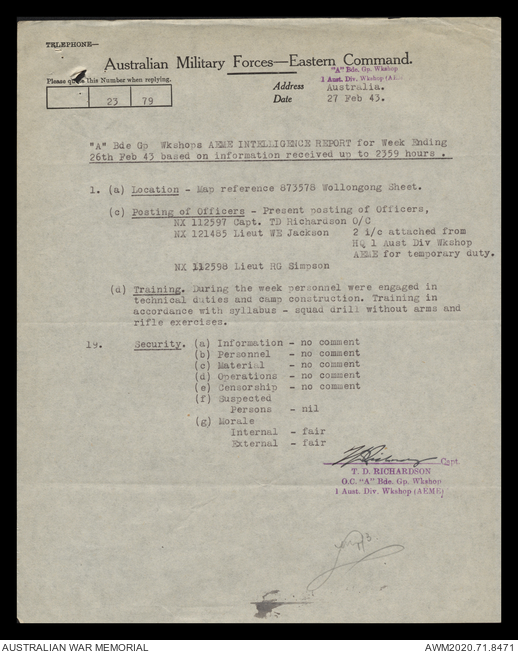 TELEPHONE—
Australian Military Forces—Eastern Command.
Please quote This Number when replying.
23 79
"A" Bde. Gp. Wkshop
1 Aust. Div. Wkshop (AEME)
Address Australia.
Date 27 Feb 43.
"A" Bde Gp Wkshops AEME INTELLIGENCE REPORT for Week Ending
26th Feb 43 based on information received up to 2359 hours .
1. (a) Location - Map reference 873578 Wollongong Sheet.
(c) Posting of Officers - Present posting of Officers,
NX 112597 Capt. TD Richardson O/C
NX 121485 Lieut WE Jackson 2 i/c attached from
HQ 1 Aust Div Wkshop
AEME for temporary duty.
NX 112598 Lieut RG Simpson
(d) Training. During the week personnel were engaged in
technical duties and camp construction. Training in
accordance with syllabus - squad drill without arms and
rifle exercises.
19. Security. (a) Information - no comment
(b) Personnel - no comment
(c) Material - no comment
(d) Operations - no comment
(e) Censorship - no comment
(f) Suspected
Persons - nil
(g) Morale
Internal - fair
External - fair
Capt.
T. D. RICHARDSON
O.C. "A" Bde. Gp. Wkshop
1 Aust. Div. Wkshop (AEME)
AUSTRALIAN WAR MEMORIAL
AWM2020.71.8471